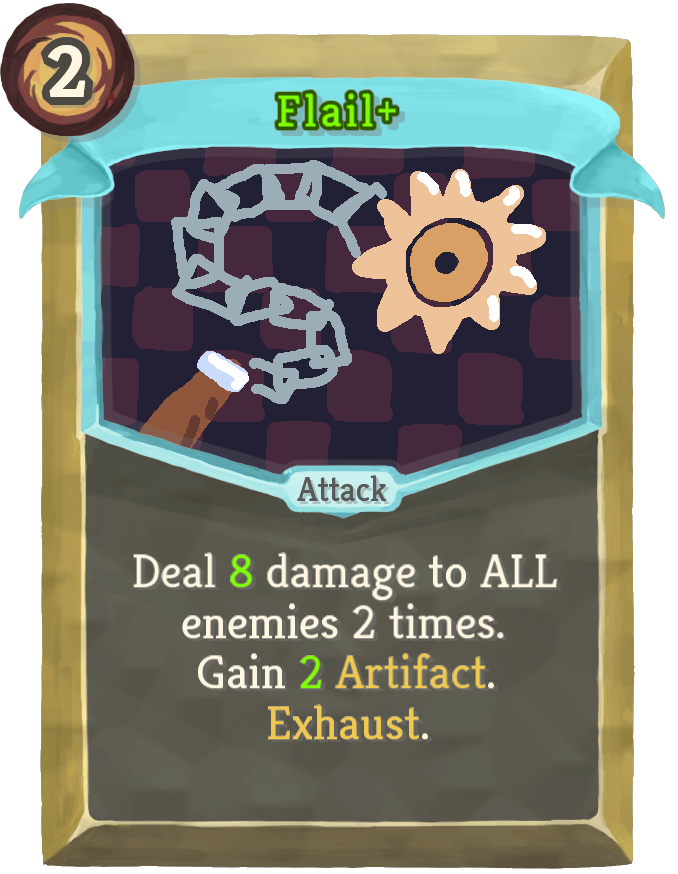 2
Flail+
Attack
Deal 8 damage to ALL
enemies 2 times.
Gain 2 Artifact.
Exhaust.